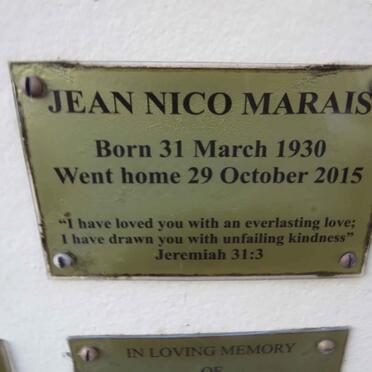 JEAN NICO MARAIS
Born 31 March 1930
Went home 29 October 2015
“I have loved you with an everlasting love;
I have drawn you with unfailing kindness”
Jeremiah 31:3
IN LOVING MEMORY
OF